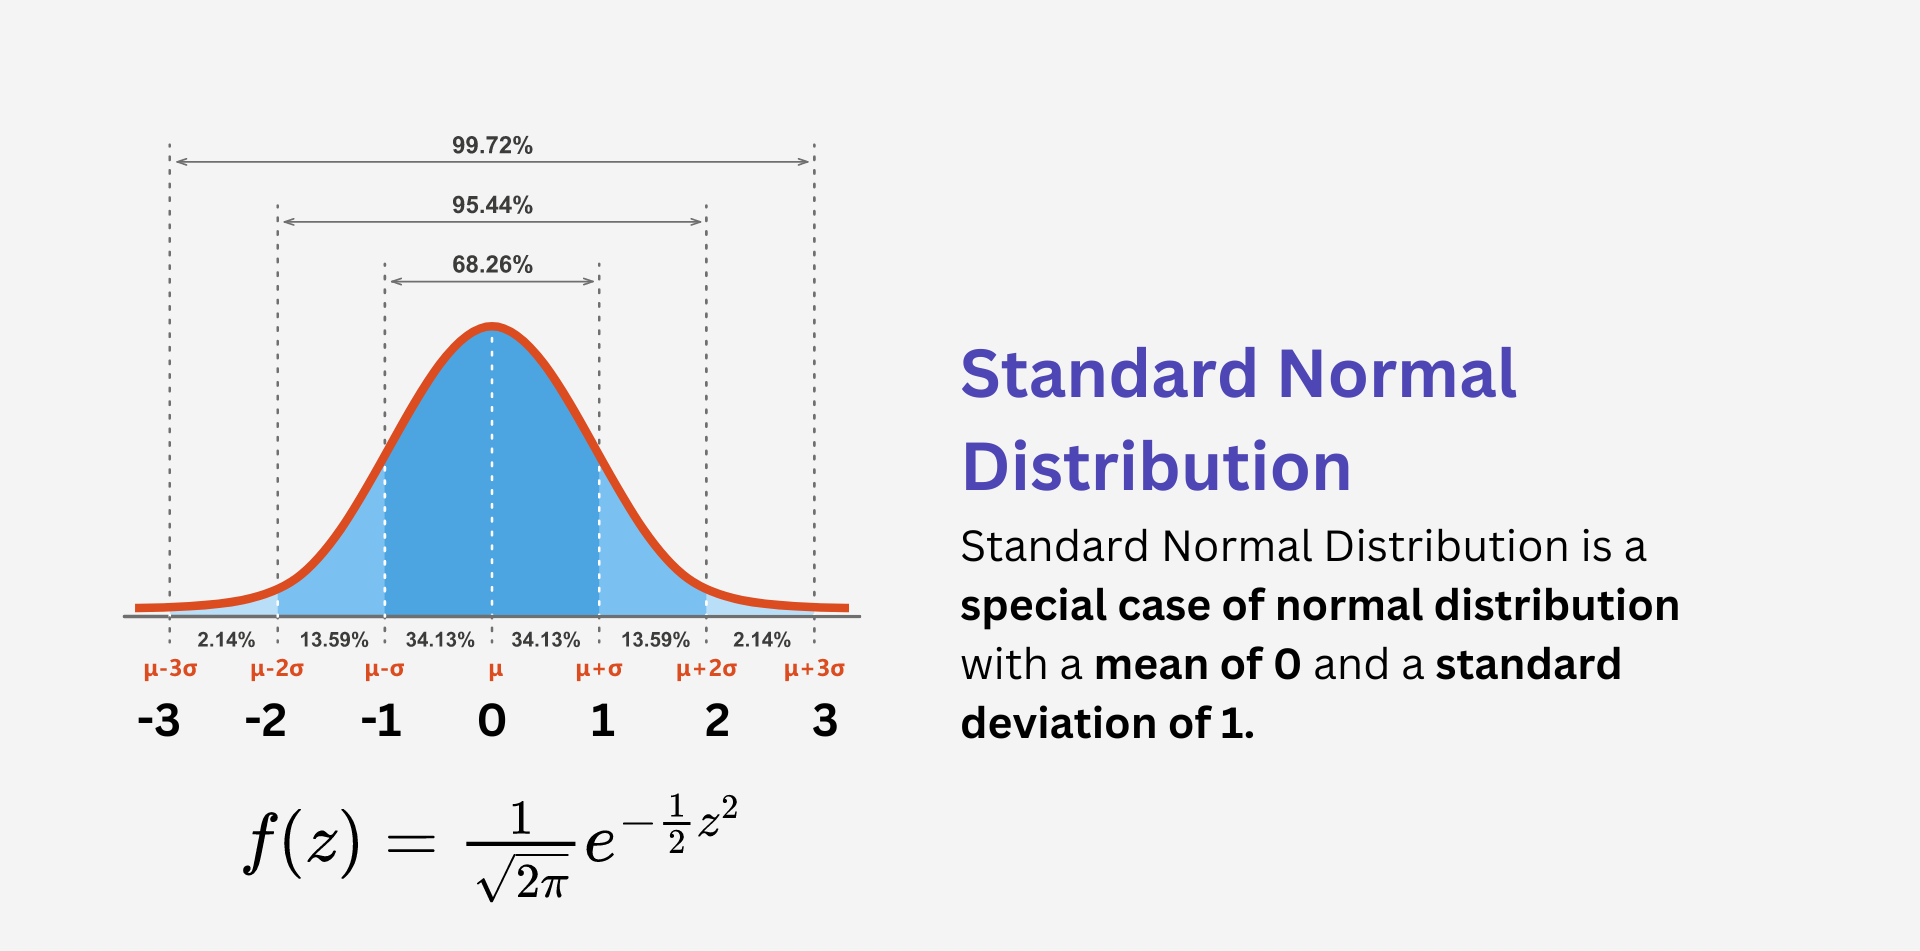 99.72%
95.44%
68.26%
2.14% 13.59% 34.13% 34.13% 13.59% 2.14%
μ-3σ μ-2σ μ-σ μ μ+σ μ+2σ μ+3σ
-3 -2 -1 0 1 2 3
f(z) = \frac{1}{\sqrt{2π}} e^{-\frac{1}{2}z^2}
Standard Normal
Distribution
Standard Normal Distribution is a
special case of normal distribution
with a mean of 0 and a standard
deviation of 1.